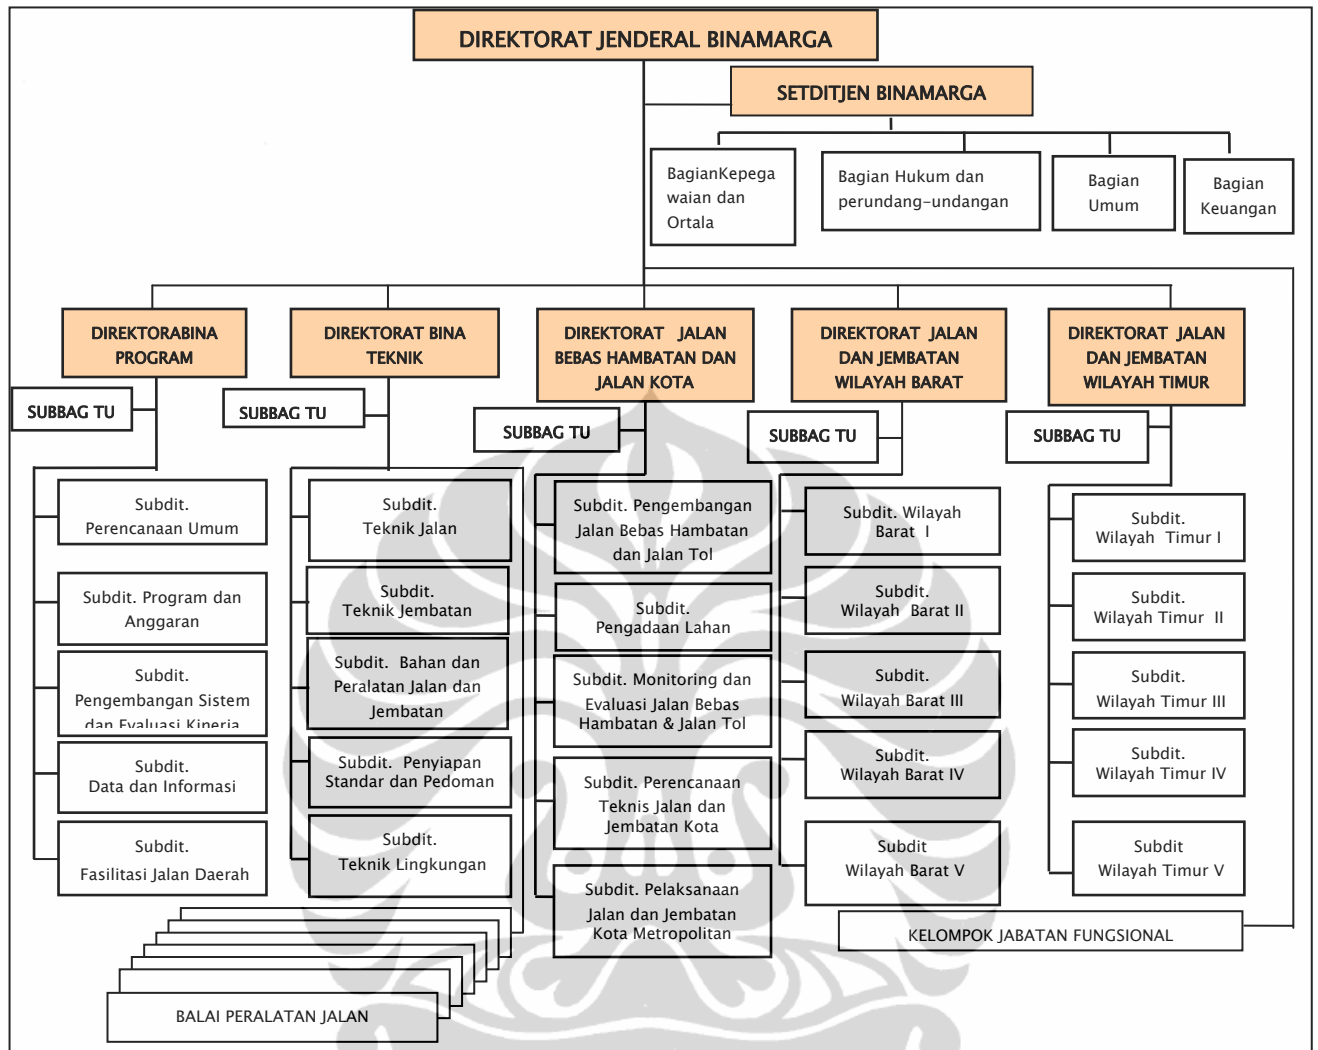 DIREKTORAT JENDERAL BINAMARGA
SETDITJEN BINAMARGA
BagianKepega
waian dan
Ortala
Bagian Hukum dan
perundang-undangan
Bagian
Umum
Bagian
Keuangan
DIREKTORABINA
PROGRAM
DIREKTORAT BINA
TEKNIK
DIREKTORAT JALAN
BEBAS HAMBATAN DAN
JALAN KOTA
DIREKTORAT JALAN
DAN JEMBATAN
WILAYAH BARAT
DIREKTORAT JALAN
DAN JEMBATAN
WILAYAH TIMUR
SUBBAG TU
SUBBAG TU
SUBBAG TU
SUBBAG TU
SUBBAG TU
Subdit.
Perencanaan Umum
Subdit. Program dan
Anggaran
Subdit.
Pengembangan Sistem
dan Evaluasi Kinerja
Subdit.
Data dan Informasi
Subdit.
Fasilitasi Jalan Daerah
Subdit.
Teknik Jalan
Subdit.
Teknik Jembatan
Subdit. Bahan dan
Peralatan Jalan dan
Jembatan
Subdit. Penyiapan
Standar dan Pedoman
Subdit.
Teknik Lingkungan
Subdit. Pengembangan
Jalan Bebas Hambatan
dan Jalan Tol
Subdit.
Pengadaan Lahan
Subdit. Monitoring dan
Evaluasi Jalan Bebas
Hambatan & Jalan Tol
Subdit. Perencanaan
Teknis Jalan dan
Jembatan Kota
Subdit. Pelaksanaan
Jalan dan Jembatan
Kota Metropolitan
Subdit. Wilayah
Barat I
Subdit.
Wilayah Barat II
Subdit.
Wilayah Barat III
Subdit.
Wilayah Barat IV
Subdit
Wilayah Barat V
Subdit.
Wilayah Timur I
Subdit.
Wilayah Timur II
Subdit.
Wilayah Timur III
Subdit.
Wilayah Timur IV
Subdit
Wilayah Timur V
KELOMPOK JABATAN FUNGSIONAL
BALAI PERALATAN JALAN